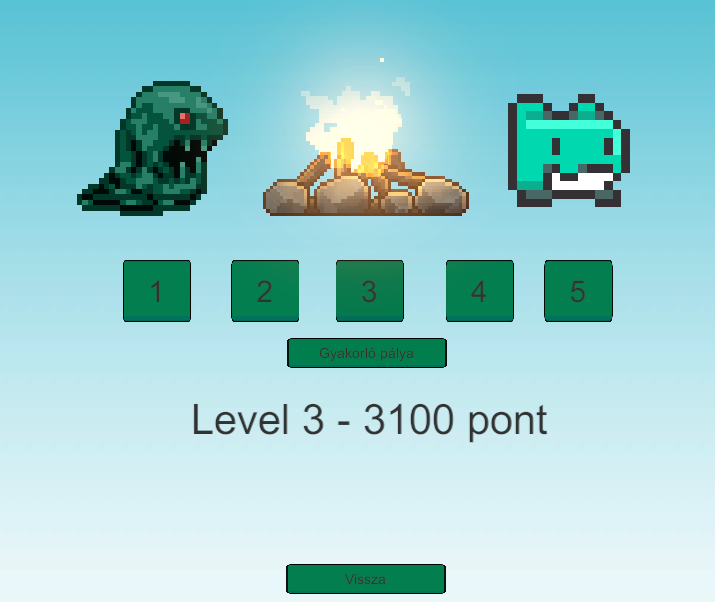 1 2 3 4 5
Gyakorló pálya
Level 3 - 3100 pont
Vissza